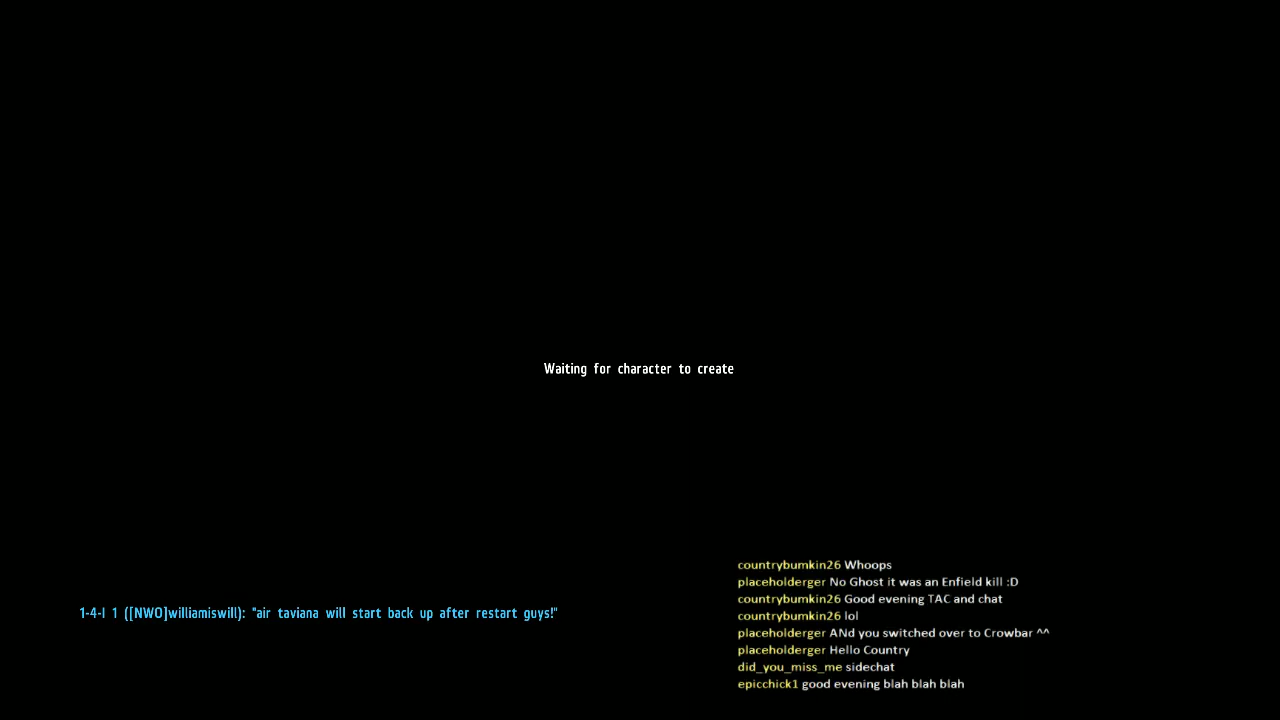 Waiting for character to create
countrybumkin26 Whoops
placeholderger No Ghost it was an Enfield kill :D
countrybumkin26 Good evening TAC and chat
1-4-I 1 ([NWO]williamiswill): "air taviana will start back up after restart guys!"
countrybumkin26 lol
placeholderger ANd you switched over to Crowbar ^^
placeholderger Hello Country
did_you_miss_me sidechat
epicchick1 good evening blah blah blah